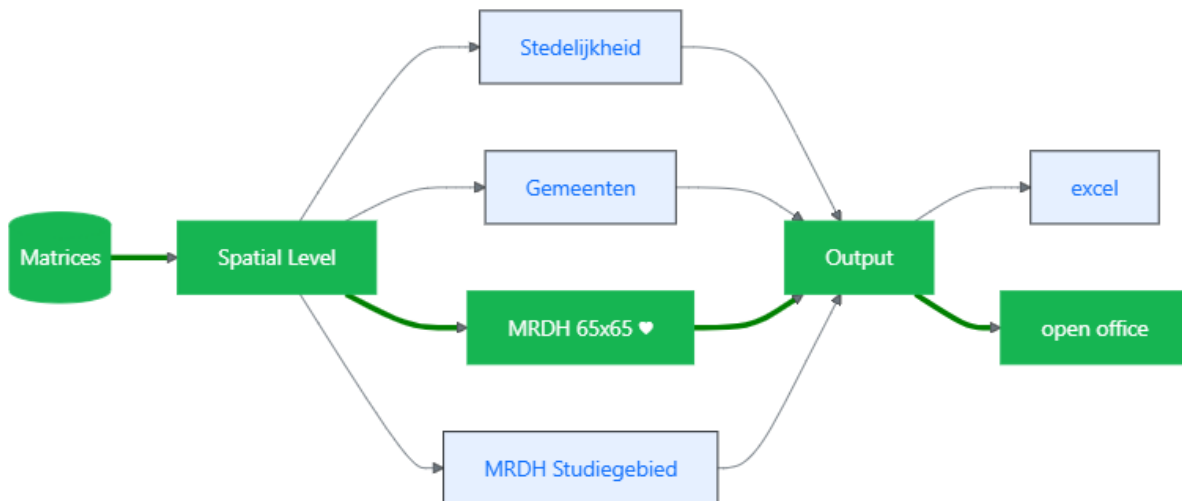 Matrices
Spatial Level
Stedelijkheid
Gemeenten
MRDH 65x65 ♥
MRDH Studiegebied
Output
excel
open office